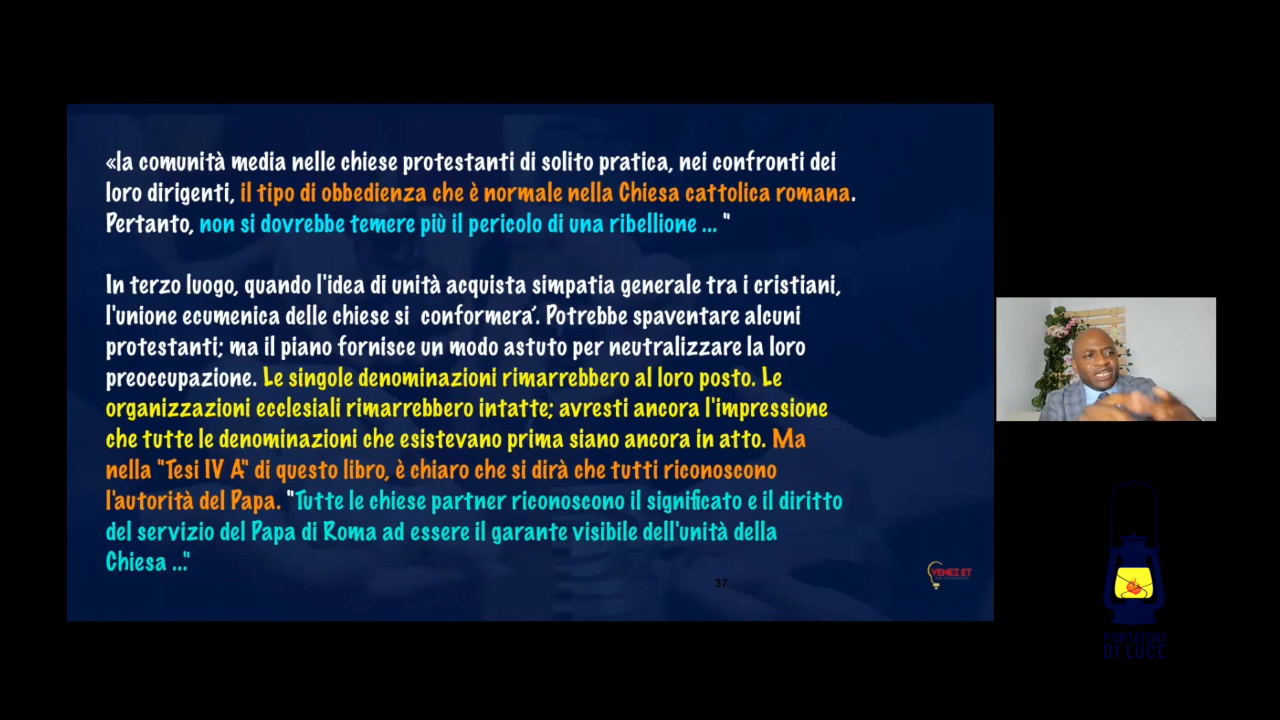 «la comunità media nelle chiese protestanti di solito pratica, nei confronti dei
loro dirigenti, il tipo di obbedienza che è normale nella Chiesa cattolica romana.
Pertanto, non si dovrebbe temere più il pericolo di una ribellione ... "
In terzo luogo, quando l'idea di unità acquista simpatia generale tra i cristiani,
l'unione ecumenica delle chiese si  conformera´. Potrebbe spaventare alcuni
protestanti; ma il piano fornisce un modo astuto per neutralizzare la loro
preoccupazione. Le singole denominazioni rimarrebbero al loro posto. Le
organizzazioni ecclesiali rimarrebbero intatte; avresti ancora l'impressione
che tutte le denominazioni che esistevano prima siano ancora in atto. Ma
nella "Tesi IV A" di questo libro, è chiaro che si dirà che tutti riconoscono
l'autorità del Papa. "Tutte le chiese partner riconoscono il significato e il diritto
del servizio del Papa di Roma ad essere il garante visibile dell'unità della
Chiesa ..."
37
VENEZ ET
PORTATORI
DI LUCE